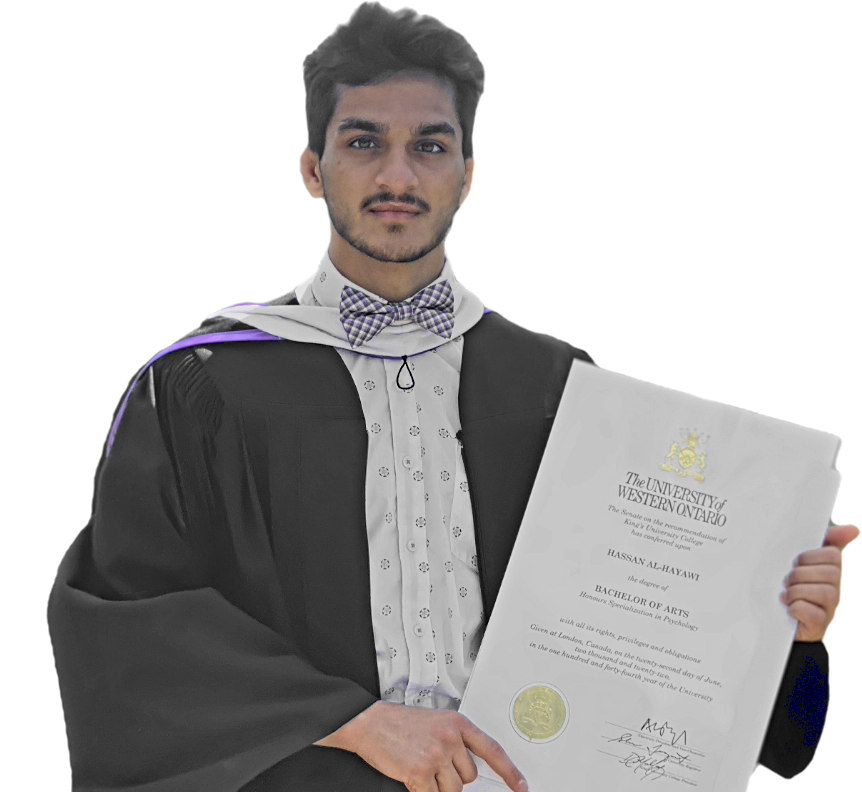 The UNIVERSITY of
WESTERN ONTARIO
The Senate on the recommendation of
King's University College
has conferred upon
HASSAN AL-HAYAWI
the degree of
BACHELOR OF ARTS
Honours Specialization in Psychology
with all its rights, privileges and obligations
Given at London, Canada, on the twenty-second day of June,
two thousand and twenty-two,
in the one hundred and forty-fourth year of the University